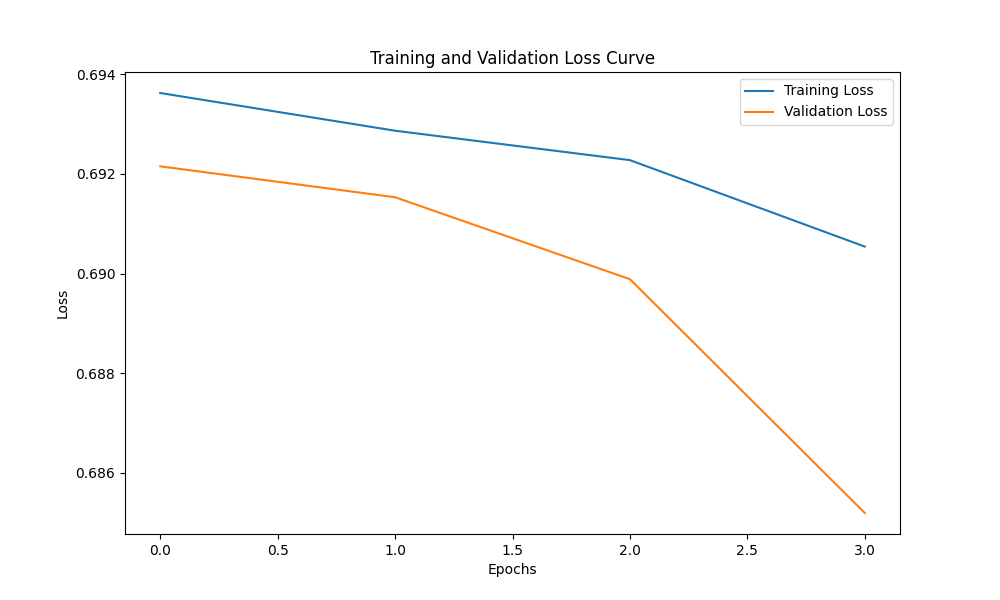 Training and Validation Loss Curve
Training Loss
Validation Loss
0.694
0.692
0.690
0.688
0.686
Loss
0.0 0.5 1.0 1.5 2.0 2.5 3.0
Epochs